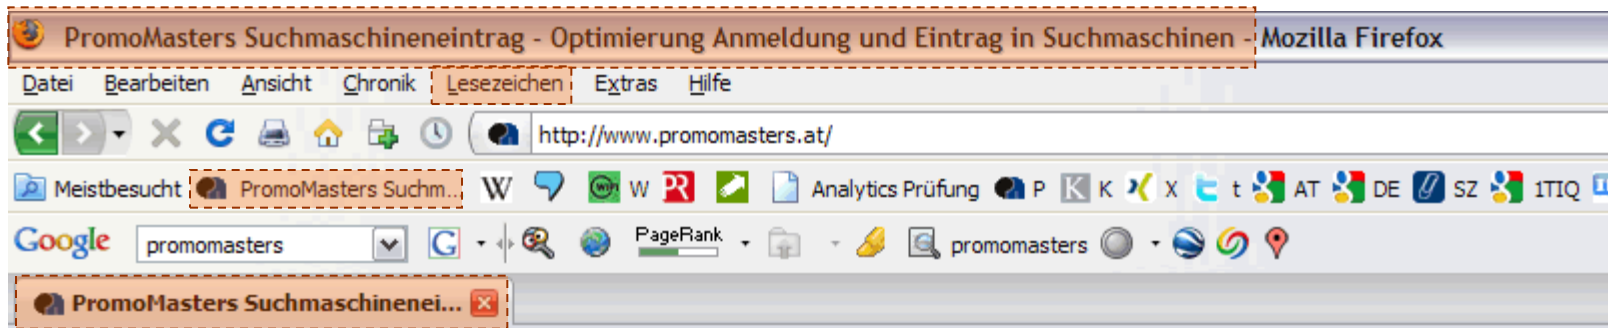 PromoMasters Suchmaschineneintrag - Optimierung Anmeldung und Eintrag in Suchmaschinen - Mozilla Firefox
Datei Bearbeiten Ansicht Chronik Lesezeichen Extras Hilfe
http://www.promomasters.at/
Meistbesucht PromoMasters Suchm... W W PR Analytics Prüfung P K K X t AT DE SZ 1TIQ
Google promomasters G PageRank promomasters
PromoMasters Suchmaschinenei...